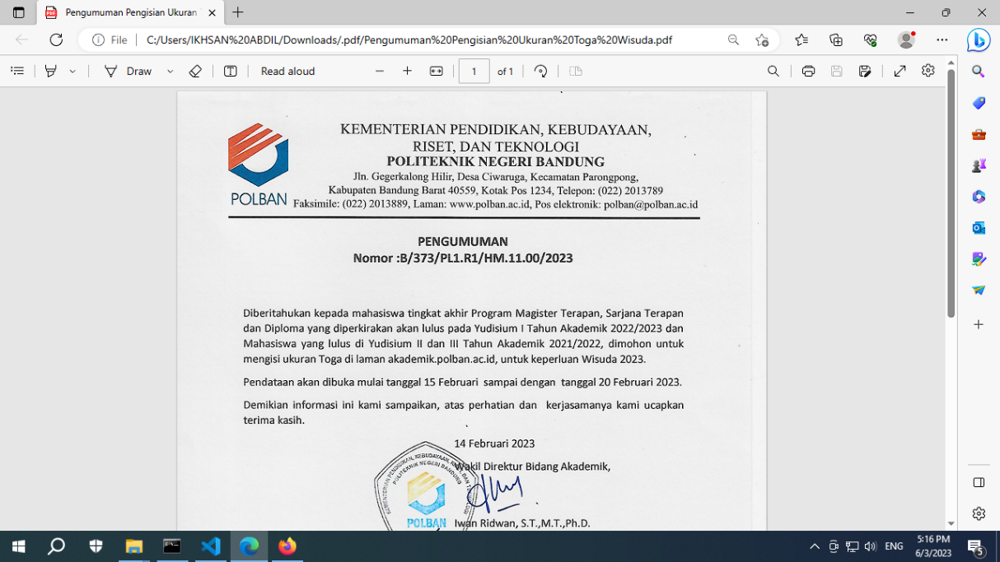 Pengumuman Pengisian Ukuran
File
C:/Users/IKHSAN%20ABDIL/Downloads/.pdf/Pengumuman%20Pengisian%20Ukuran%20Toga%20Wisuda.pdf
Draw
Read aloud
1
of 1
KEMENTERIAN PENDIDIKAN, KEBUDAYAAN,
RISET, DAN TEKNOLOGI
POLITEKNIK NEGERI BANDUNG
Jln. Gegerkalong Hilir, Desa Ciwaruga, Kecamatan Parongpong,
Kabupaten Bandung Barat 40559, Kotak Pos 1234, Telepon: (022) 2013789
Faksimile: (022) 2013889, Laman: www.polban.ac.id, Pos elektronik: polban@polban.ac.id
POLBAN
PENGUMUMAN
Nomor :B/373/PL1.R1/HM.11.00/2023
Diberitahukan kepada mahasiswa tingkat akhir Program Magister Terapan, Sarjana Terapan
dan Diploma yang diperkirakan akan lulus pada Yudisium I Tahun Akademik 2022/2023 dan
Mahasiswa yang lulus di Yudisium II dan III Tahun Akademik 2021/2022, dimohon untuk
mengisi ukuran Toga di laman akademik.polban.ac.id, untuk keperluan Wisuda 2023.
Pendataan akan dibuka mulai tanggal 15 Februari sampai dengan tanggal 20 Februari 2023.
Demikian informasi ini kami sampaikan, atas perhatian dan kerjasamanya kami ucapkan
terima kasih.
14 Februari 2023
Wakil Direktur Bidang Akademik,
KEMENTERIAN PENDIDIKAN, KEBUDAYAAN, RISET, DAN TEKNOLOGI
POLITEKNIK NEGERI BANDUNG
POLBAN
Iwan Ridwan, S.T.,M.T.,Ph.D.
ENG
5:16 PM
6/3/2023
5